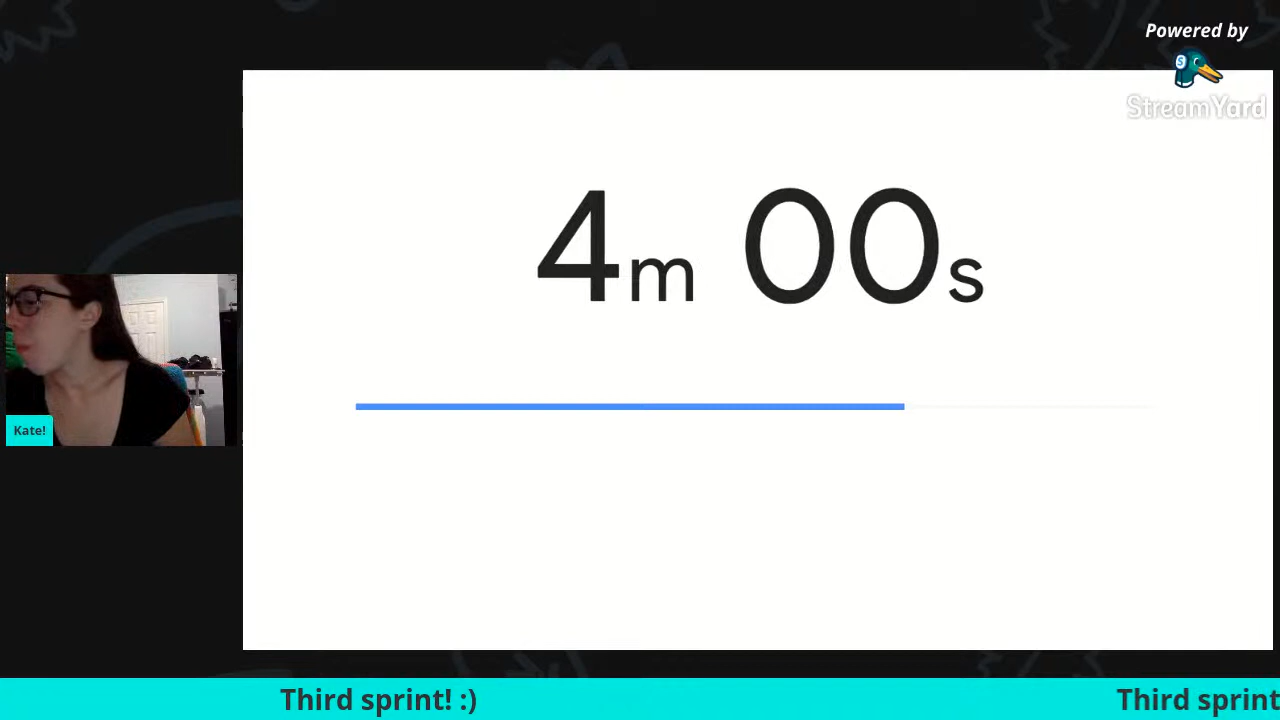 Powered by
StreamYard
4m 00s
Kate!
Third sprint! :)
Third sprint